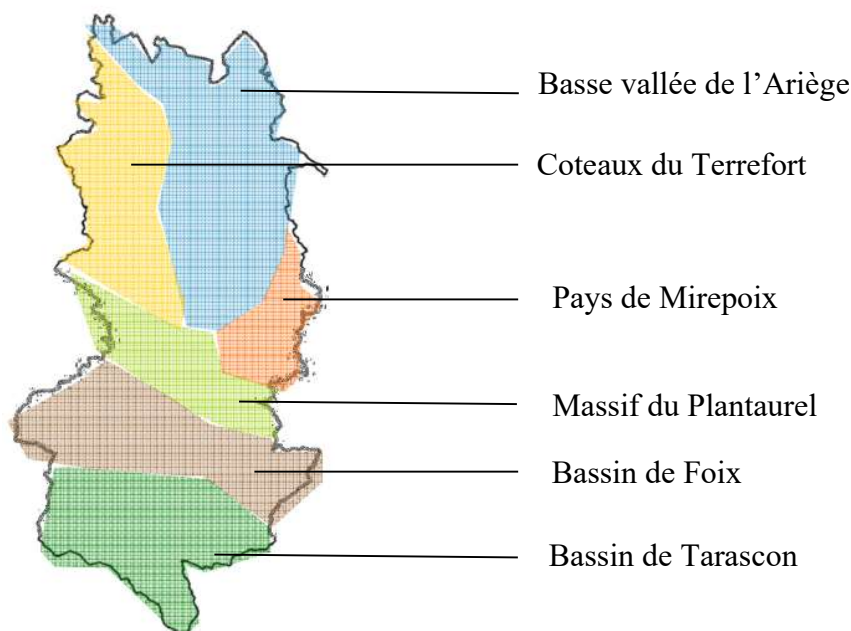 Basse vallée de l’Ariège
Coteaux du Terrefort
Pays de Mirepoix
Massif du Plantaurel
Bassin de Foix
Bassin de Tarascon